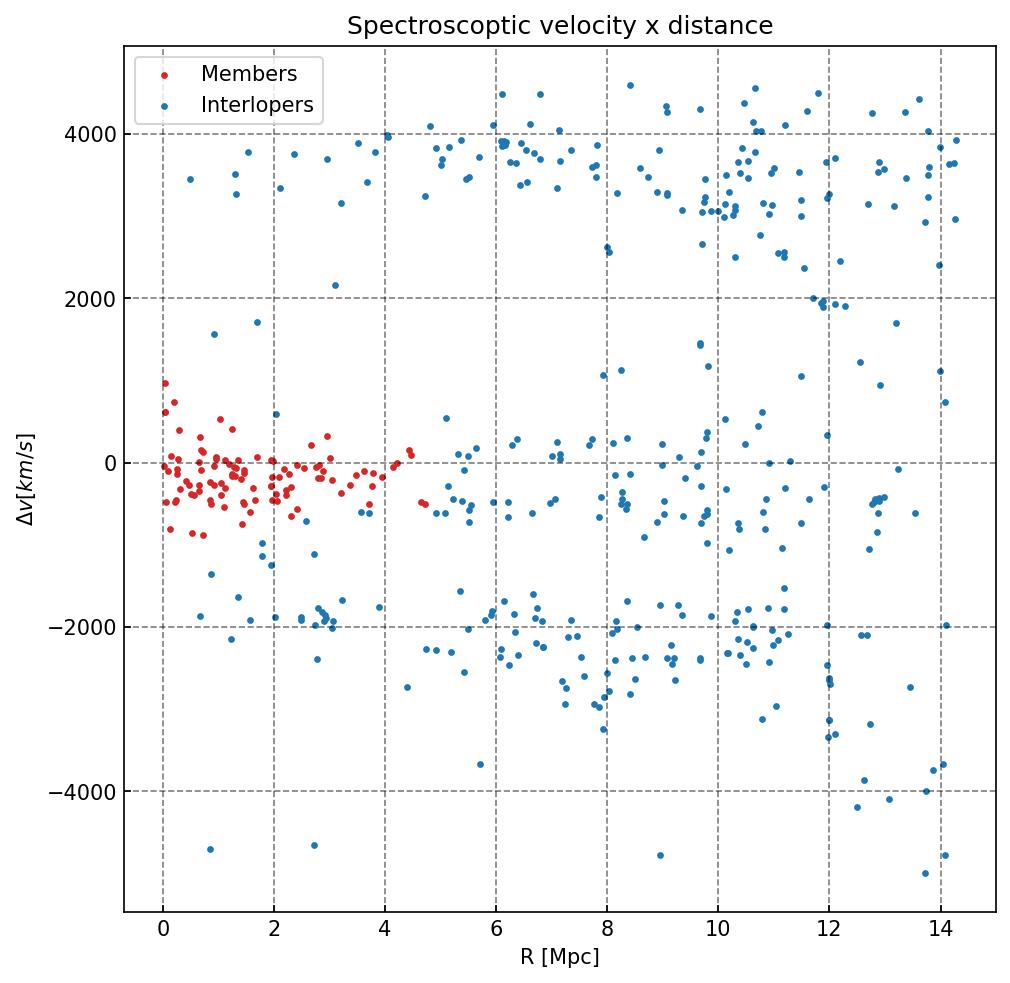 Spectroscoptic velocity x distance
Members
Interlopers
4000
2000
0
−2000
−4000
Δv[km/s]
0 2 4 6 8 10 12 14
R [Mpc]